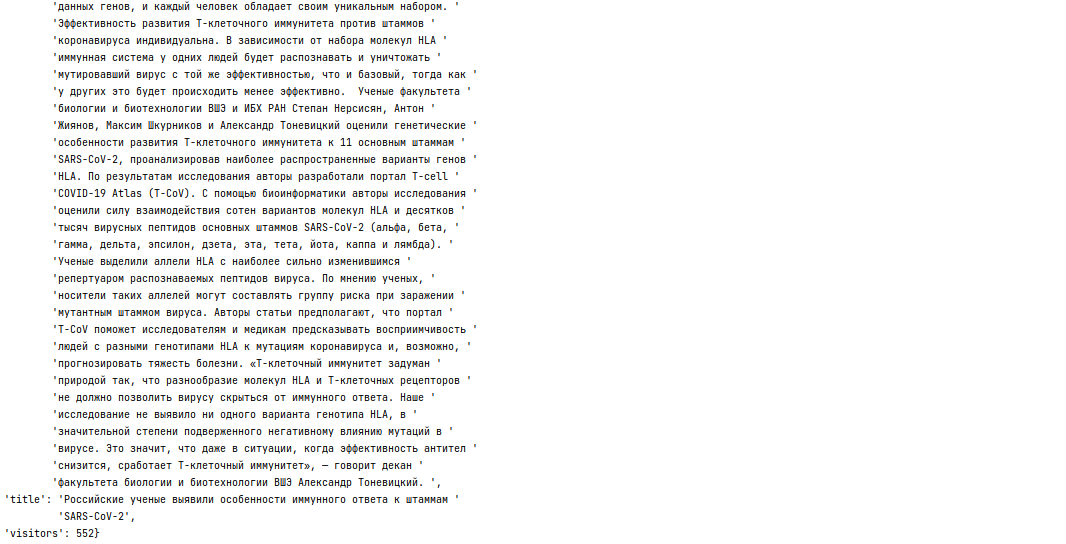 'данных генов, и каждый человек обладает своим уникальным набором. '
'Эффективность развития Т-клеточного иммунитета против штаммов '
'коронавируса индивидуальна. В зависимости от набора молекул HLA '
'иммунная система у одних людей будет распознавать и уничтожать '
'мутировавший вирус с той же эффективностью, что и базовый, тогда как '
'у других это будет происходить менее эффективно.  Ученые факультета '
'биологии и биотехнологии ВШЭ и ИБХ РАН Степан Нерсисян, Антон '
'Жиянов, Максим Шкурников и Александр Тоневицкий оценили генетические '
'особенности развития Т-клеточного иммунитета к 11 основным штаммам '
'SARS-CoV-2, проанализировав наиболее распространенные варианты генов '
'HLA. По результатам исследования авторы разработали портал T-cell '
'COVID-19 Atlas (T-CoV). С помощью биоинформатики авторы исследования '
'оценили силу взаимодействия сотен вариантов молекул HLA и десятков '
'тысяч вирусных пептидов основных штаммов SARS-CoV-2 (альфа, бета, '
'гамма, дельта, эпсилон, дзета, эта, тета, йота, каппа и лямбда). '
'Ученые выделили аллели HLA с наиболее сильно изменившимся '
'репертуаром распознаваемых пептидов вируса. По мнению ученых, '
'носители таких аллелей могут составлять группу риска при заражении '
'мутантным штаммом вируса. Авторы статьи предполагают, что портал '
'T-CoV поможет исследователям и медикам предсказывать восприимчивость '
'людей с разными генотипами HLA к мутациям коронавируса и, возможно, '
'прогнозировать тяжесть болезни. «Т-клеточный иммунитет задуман '
'природой так, что разнообразие молекул HLA и Т-клеточных рецепторов '
'не должно позволить вирусу скрыться от иммунного ответа. Наше '
'исследование не выявило ни одного варианта генотипа HLA, в '
'значительной степени подверженного негативному влиянию мутаций в '
'вирусе. Это значит, что даже в ситуации, когда эффективность антител '
'снизится, сработает Т-клеточный иммунитет», — говорит декан '
'факультета биологии и биотехнологии ВШЭ Александр Тоневицкий. ',
'title': 'Российские ученые выявили особенности иммунного ответа к штаммам '
'SARS-CoV-2',
'visitors': 552}